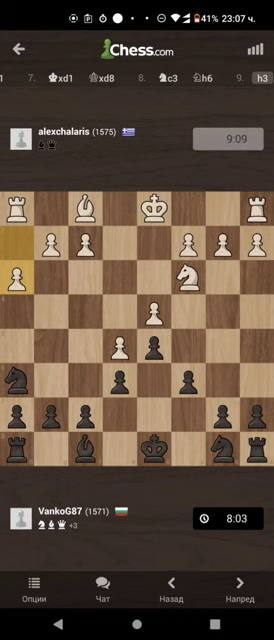 41% 23:07 ч.
Chess.com
1 7. xd1 xd8 8. c3 h6 9. h3
alexchalaris (1575)
9:09
VankoG87 (1571)
+3
8:03
Опции Чат Назад Напред